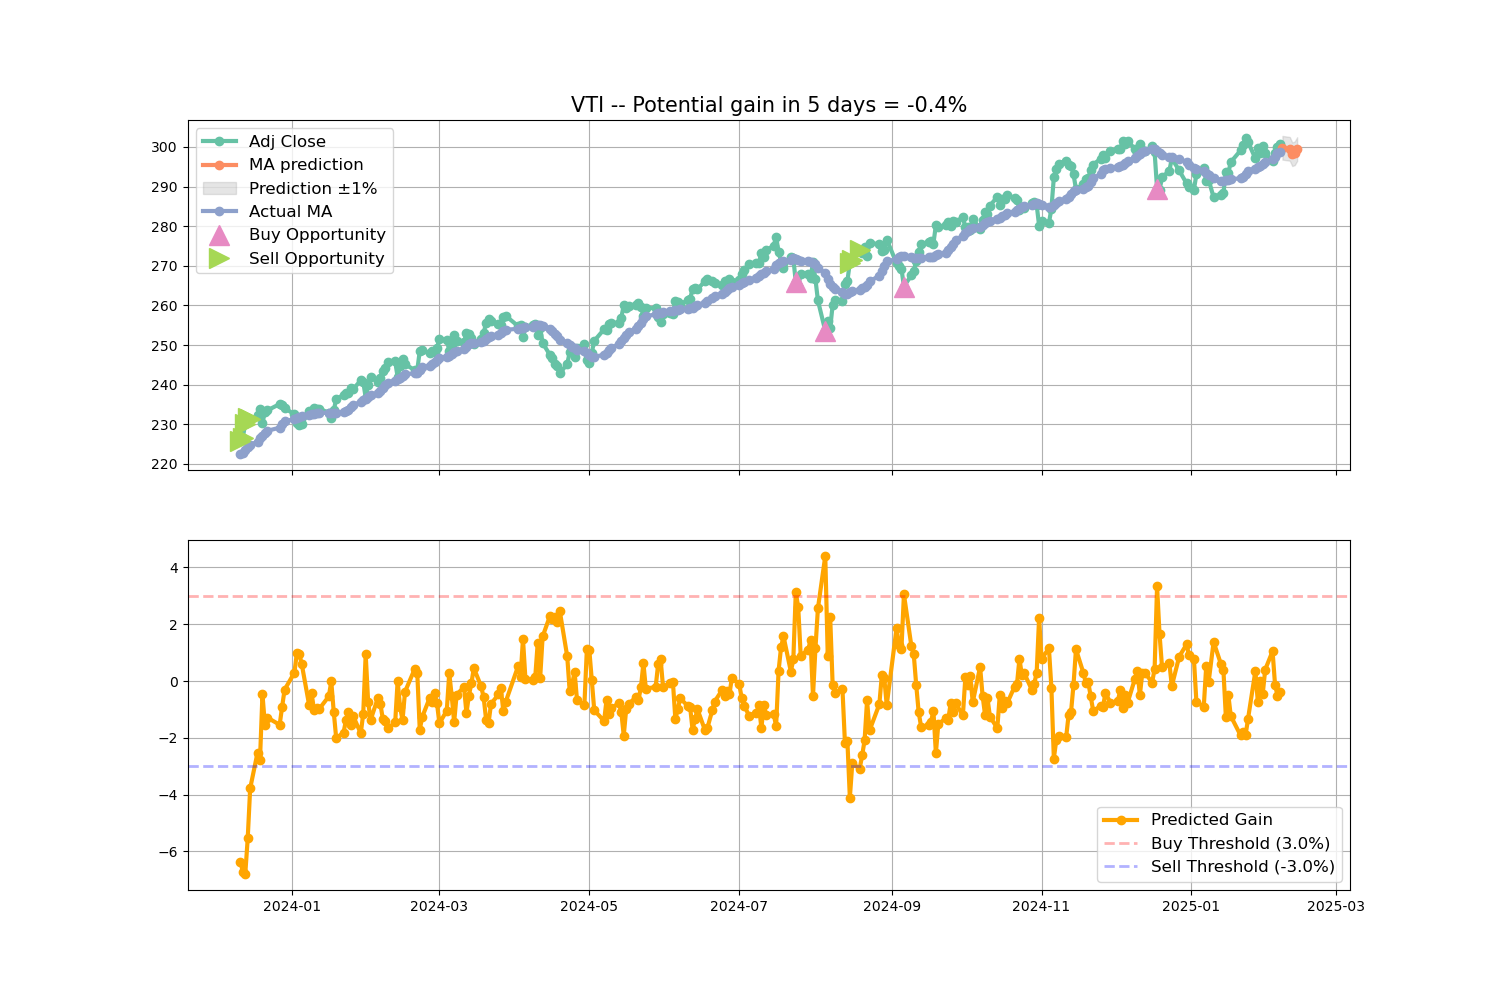 VTI -- Potential gain in 5 days = -0.4%
Adj Close
MA prediction
Prediction ±1%
Actual MA
Buy Opportunity
Sell Opportunity
300
290
280
270
260
250
240
230
220
4
2
0
−2
−4
−6
Predicted Gain
Buy Threshold (3.0%)
Sell Threshold (-3.0%)
2024-01 2024-03 2024-05 2024-07 2024-09 2024-11 2025-01 2025-03